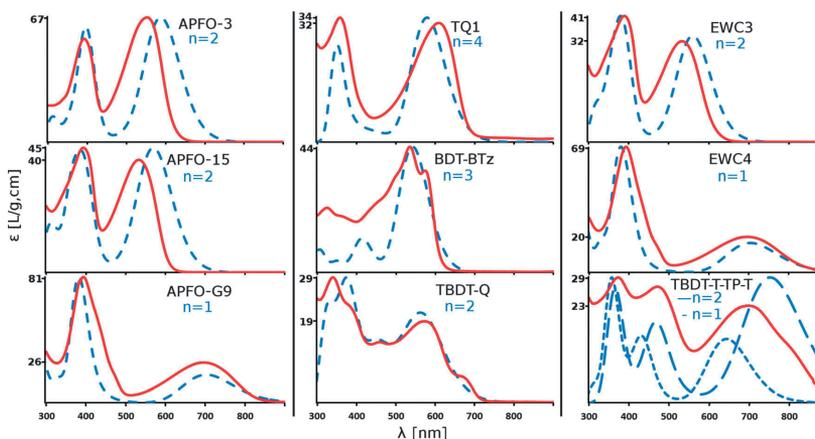 67
APFO-3
n=2
34
32
TQ1
n=4
41
32
EWC3
n=2
45
40
APFO-15
n=2
44
BDT-BTz
n=3
20
EWC4
n=1
ε [L/g,cm]
81
26
APFO-G9
n=1
29
19
TBDT-Q
n=2
29
23
TBDT-T-TP-T
—n=2
- n=1
300 400 500 600 700 800
300 400 500 600 700 800
300 400 500 600 700 800
λ [nm]